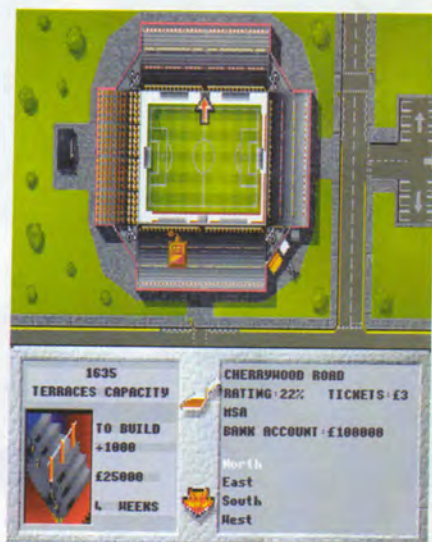 1635
TERRACES CAPACITY
TO BUILD
+1000
£25000
4 WEEKS
CHERRYWOOD ROAD
RATING:22% TICKETS:£3
MSA
BANK ACCOUNT:£100000
North
East
South
West